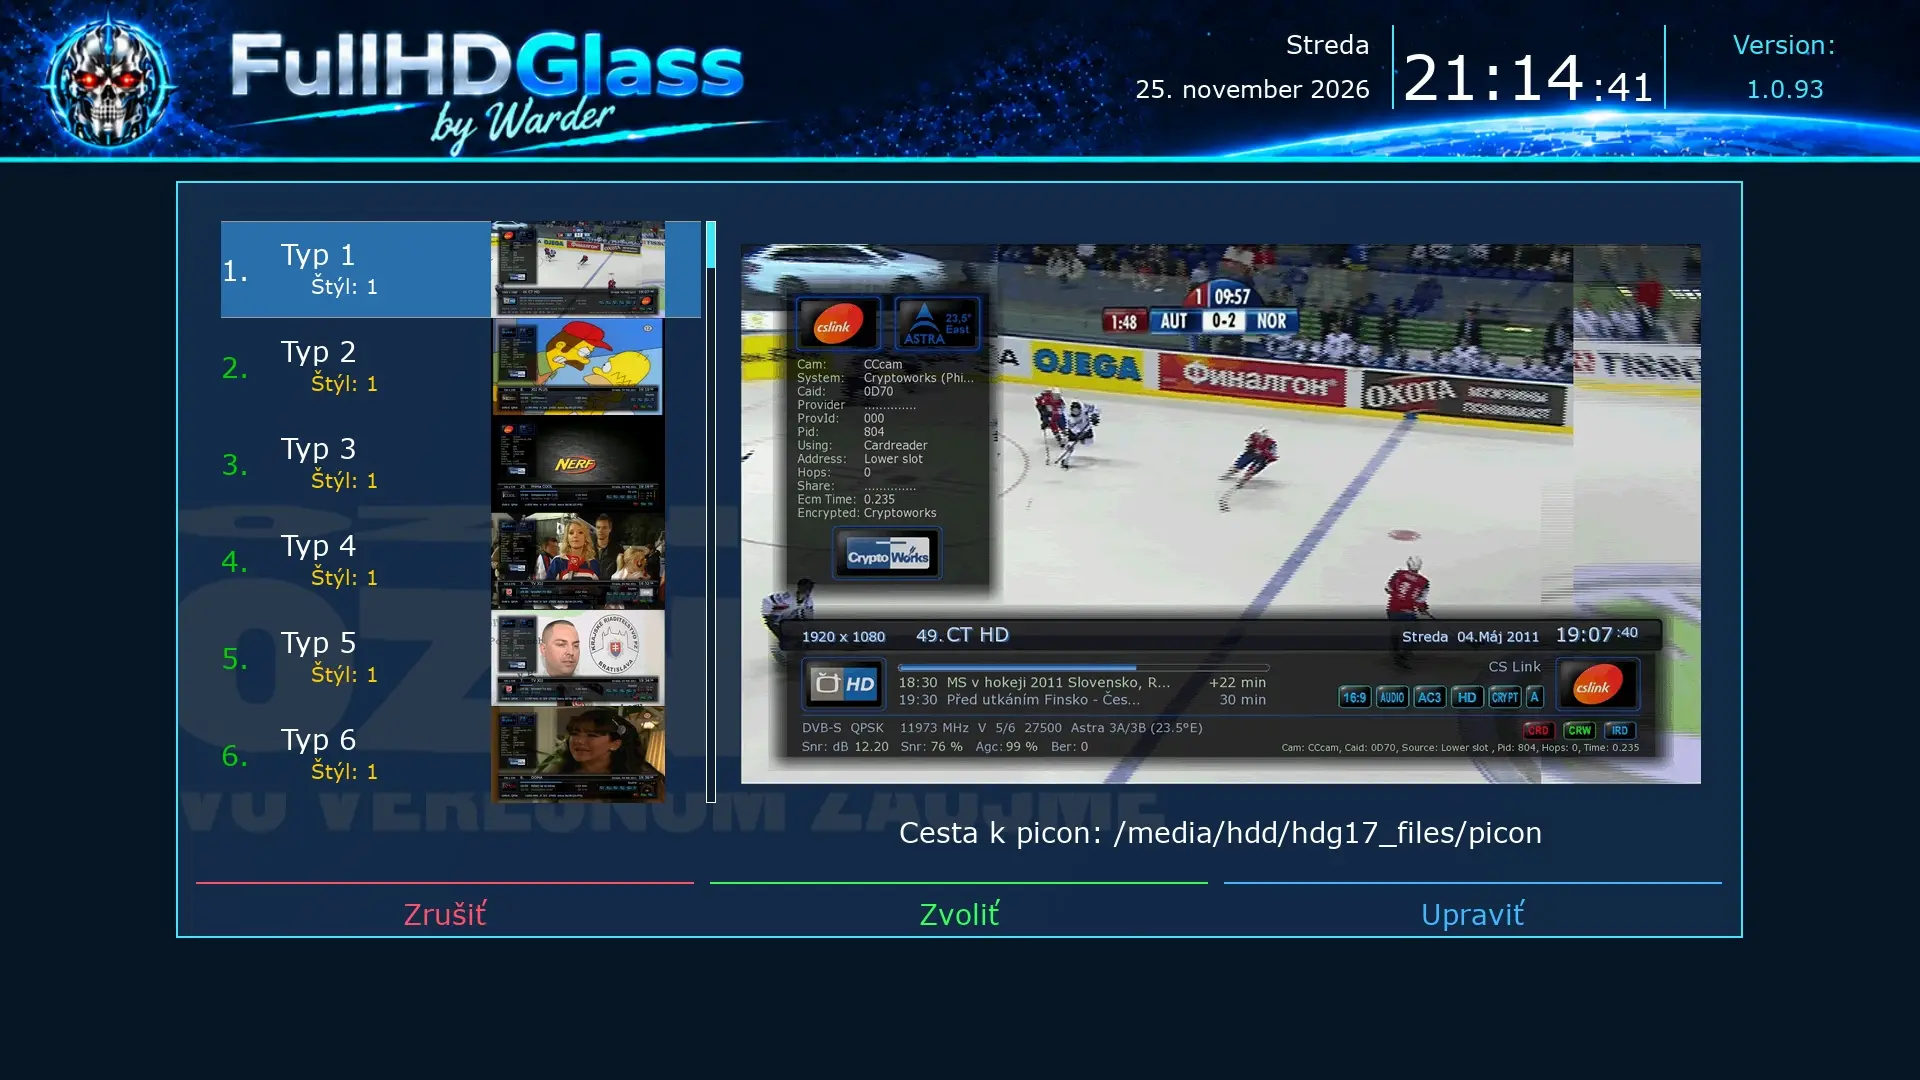 FullHDGlass
by Warder
Streda
25. november 2026
21:14:41
Version:
1.0.93
1.
Typ 1
Štýl: 1
2.
Typ 2
Štýl: 1
3.
Typ 3
Štýl: 1
NERF
4.
Typ 4
Štýl: 1
5.
Typ 5
Štýl: 1
6.
Typ 6
Štýl: 1
cslink
ASTRA
23,5°
East
Cam: CCcam
System: Cryptoworks (Phi...
Caid: 0D70
Provider ..............
ProvId: 000
Pid: 804
Using: Cardreader
Address: Lower slot
Hops: 0
Share: ..............
Ecm Time: 0.235
Encrypted: Cryptoworks
CryptoWorks
1 09:57
1:48 AUT 0-2 NOR
OJEGA
ФИНАЛГОН®
ОХОТА
1920 x 1080 49. CT HD
Streda 04.Máj 2011 19:07:40
ČT HD
18:30 MS v hokeji 2011 Slovensko, R... +22 min
19:30 Před utkáním Finsko - Čes... 30 min
CS Link
16:9 AUDIO AC3 HD CRYPT A
cslink
DVB-S QPSK 11973 MHz V 5/6 27500 Astra 3A/3B (23.5°E)
CRD CRW IRD
Snr: dB 12.20 Snr: 76 % Agc: 99 % Ber: 0
Cam: CCcam, Caid: 0D70, Source: Lower slot , Pid: 804, Hops: 0, Time: 0.235
Cesta k picon: /media/hdd/hdg17_files/picon
Zrušiť
Zvoliť
Upraviť